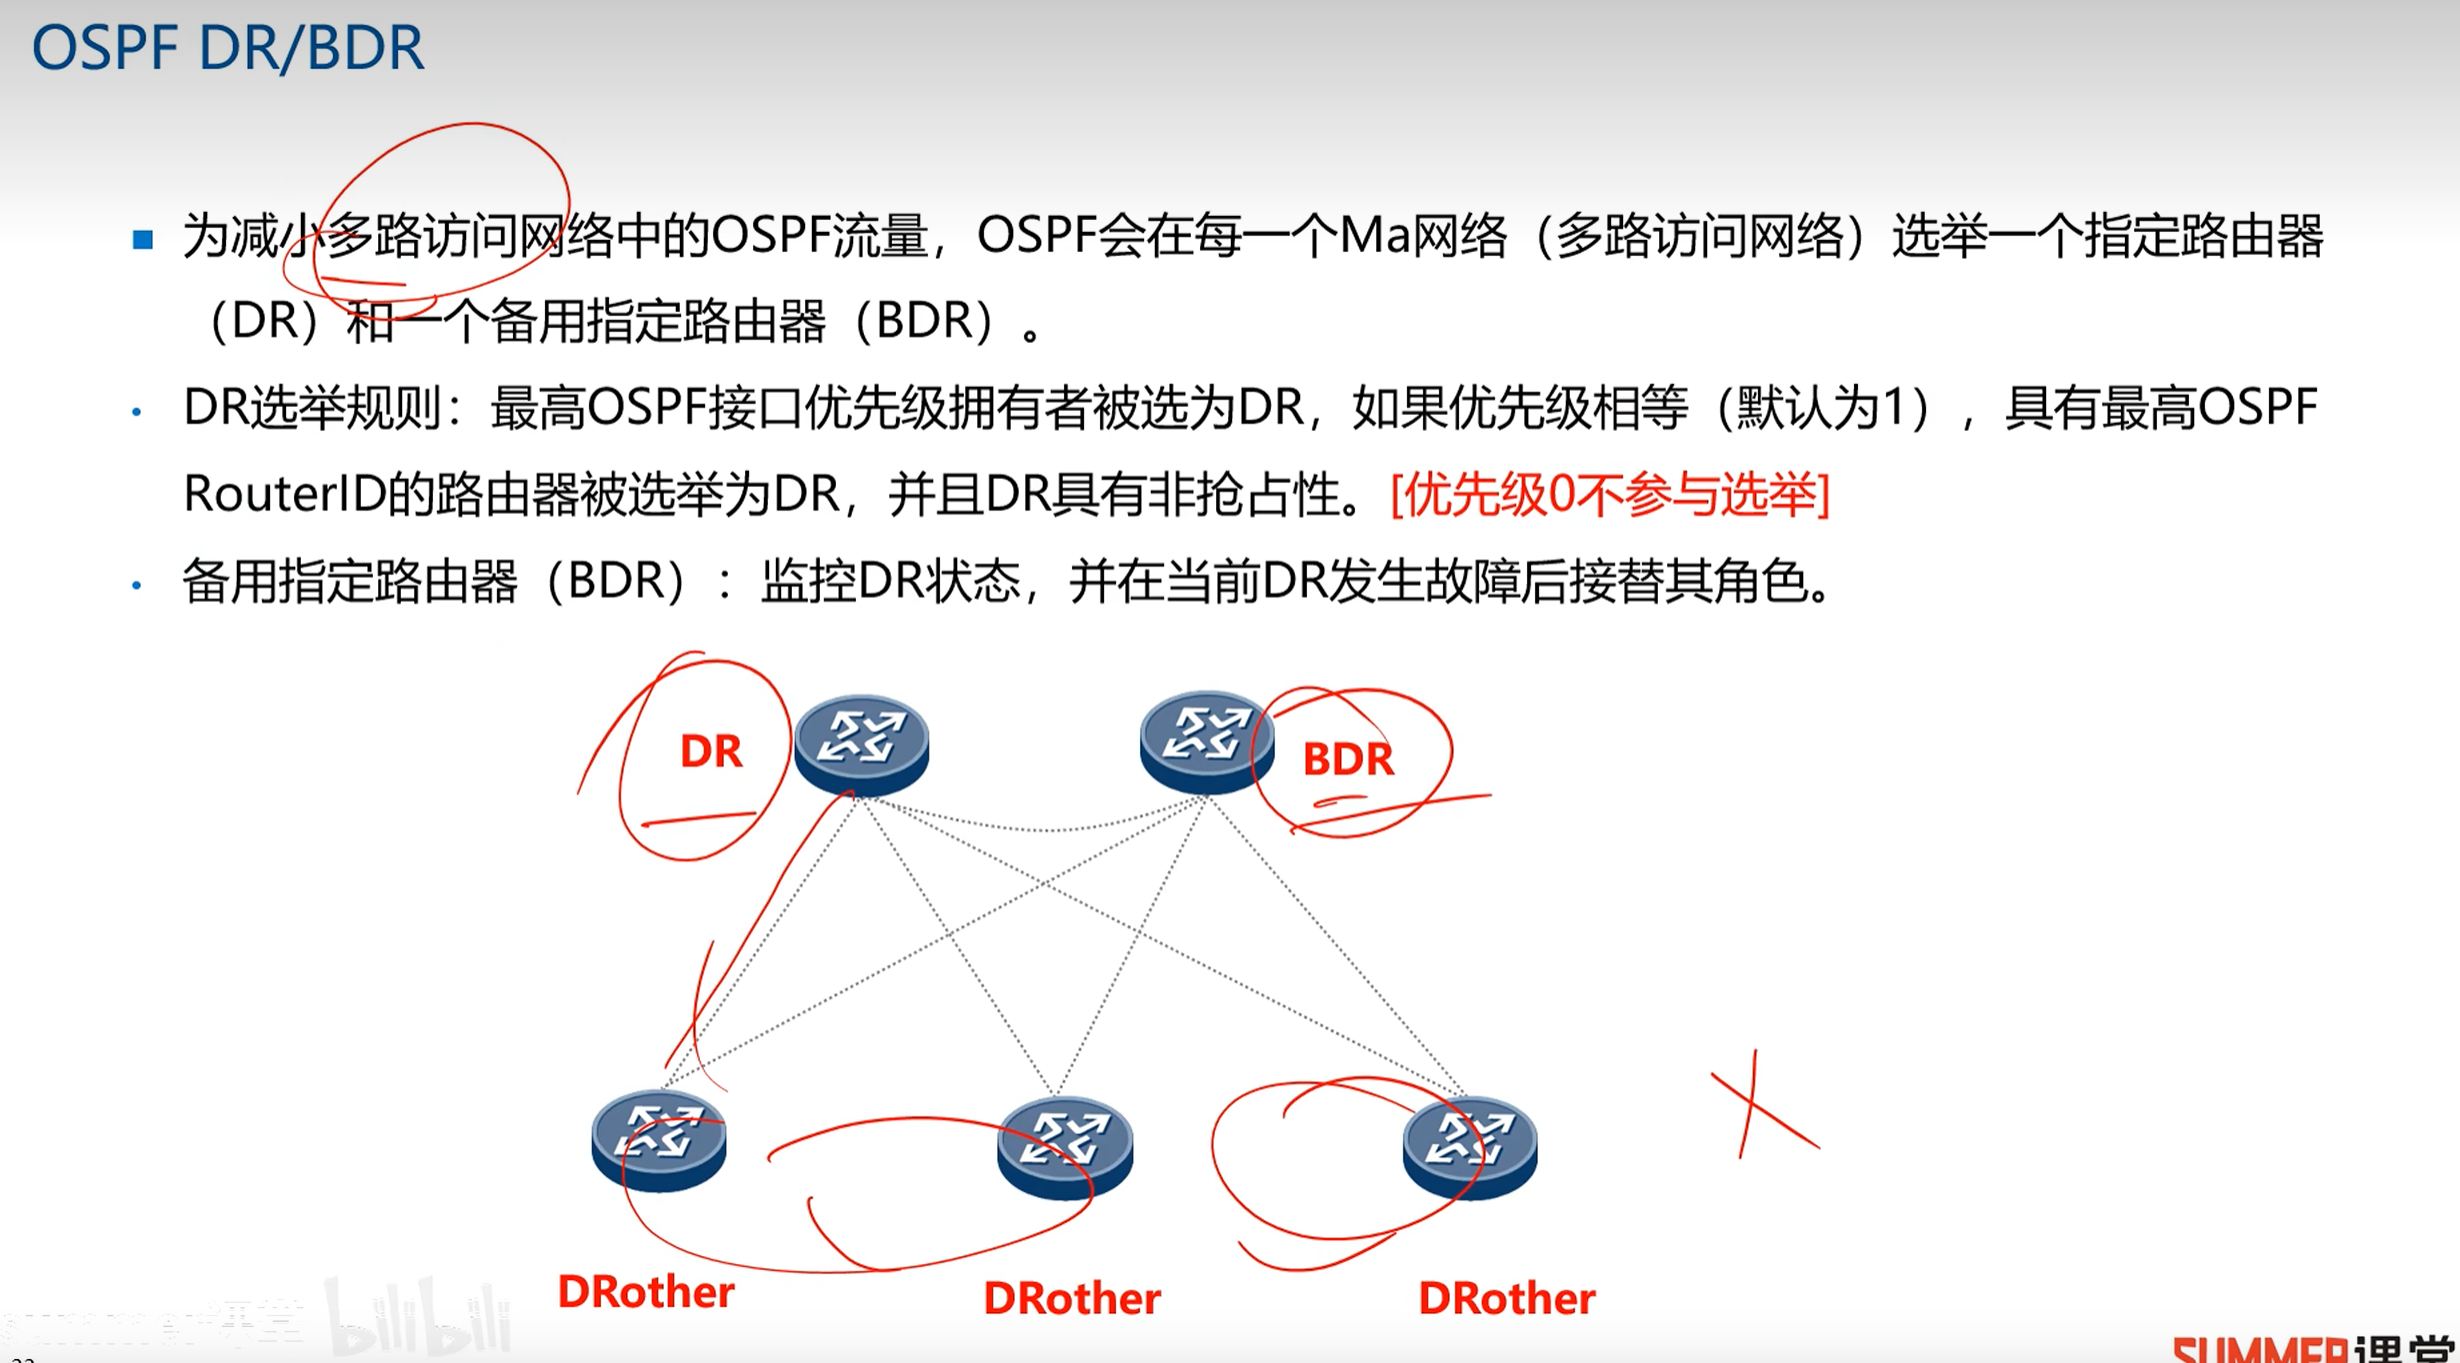 OSPF DR/BDR
为减小多路访问网络中的OSPF流量，OSPF会在每一个Ma网络（多路访问网络）选举一个指定路由器
（DR）和一个备用指定路由器（BDR）。
DR选举规则：最高OSPF接口优先级拥有者被选为DR，如果优先级相等（默认为1），具有最高OSPF
RouterID的路由器被选举为DR，并且DR具有非抢占性。[优先级0不参与选举]
备用指定路由器（BDR）：监控DR状态，并在当前DR发生故障后接替其角色。
DR
BDR
DRother
DRother
DRother
summer课堂 bilibili
SUMMER课堂